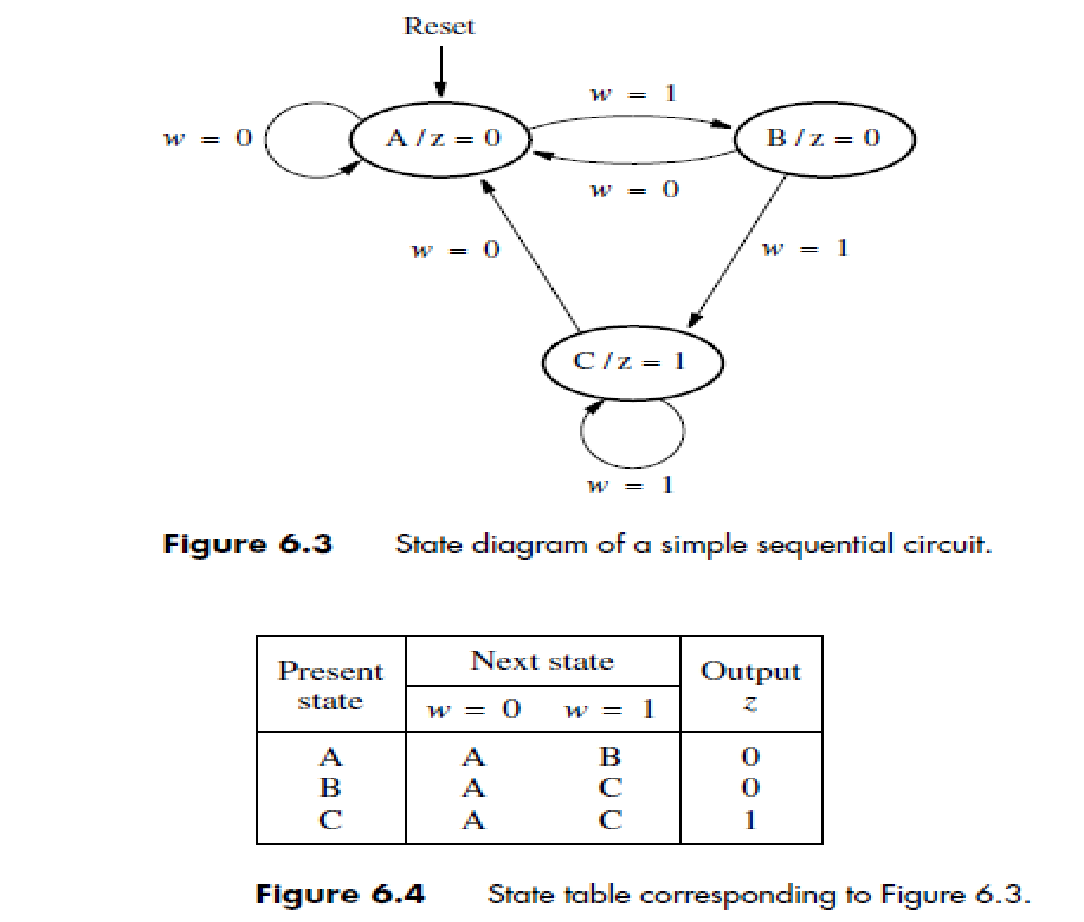 Reset
w = 1
w = 0
A / z = 0
B / z = 0
w = 0
w = 0
w = 1
C / z = 1
w = 1
Figure 6.3 State diagram of a simple sequential circuit.
Present state
Next state
Output z
w = 0 w = 1
A A B 0
B A C 0
C A C 1
Figure 6.4 State table corresponding to Figure 6.3.